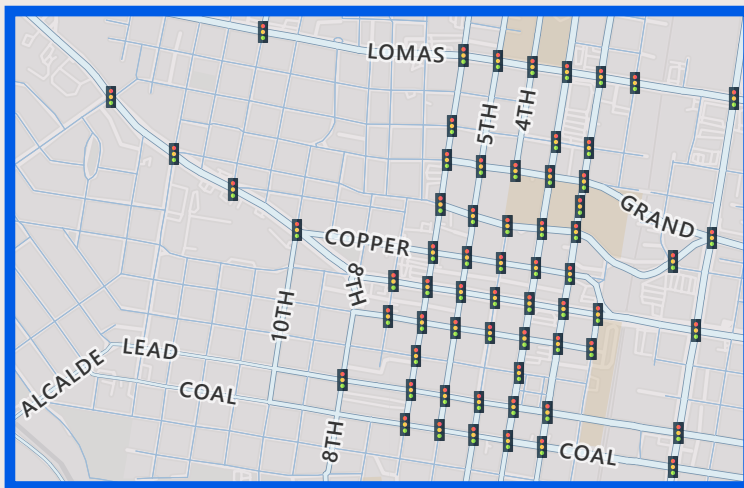 LOMAS
5TH
4TH
GRAND
COPPER
8TH
10TH
LEAD
ALCALDE
COAL
8TH
COAL